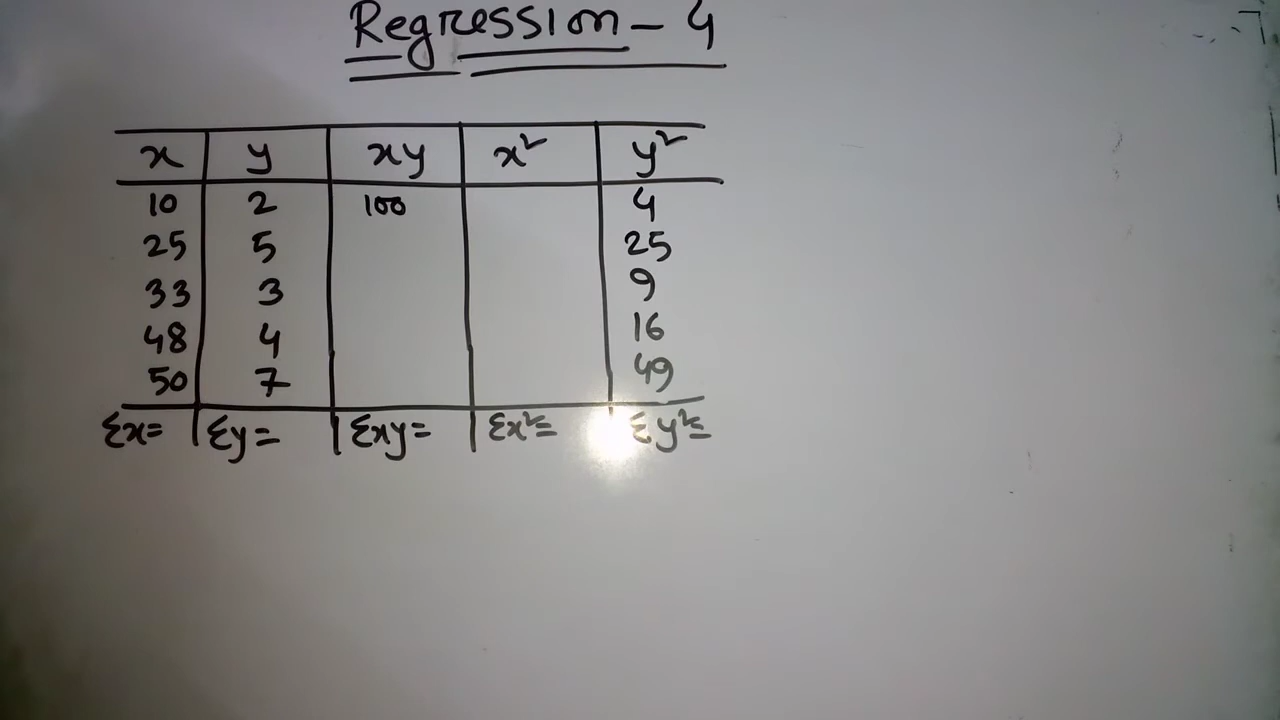 Regression - 4
x y xy x² y²
10 2 100 4
25 5 25
33 3 9
48 4 16
50 7 49
Σx= Σy= Σxy= Σx²= Σy²=